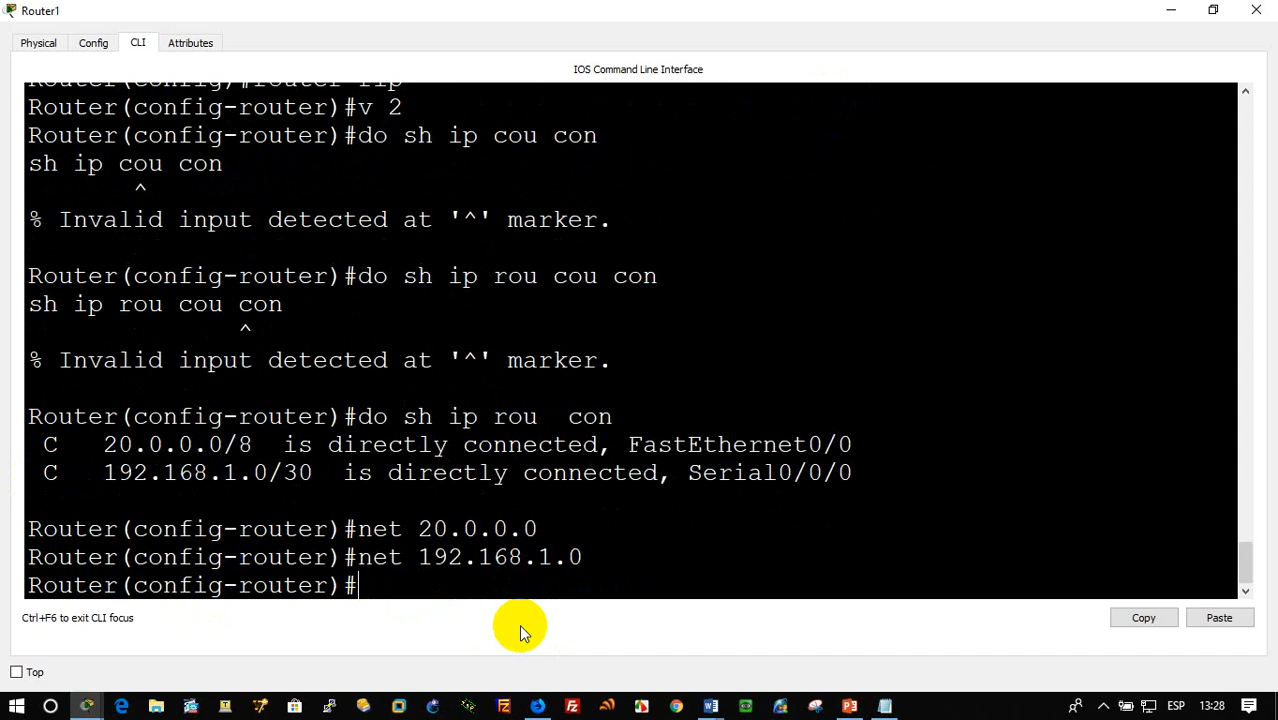 Router1
Physical Config CLI Attributes
IOS Command Line Interface
Router(config)#router rip
Router(config-router)#v 2
Router(config-router)#do sh ip cou con
sh ip cou con
^
% Invalid input detected at '^' marker.
Router(config-router)#do sh ip rou cou con
sh ip rou cou con
^
% Invalid input detected at '^' marker.
Router(config-router)#do sh ip rou  con
C   20.0.0.0/8  is directly connected, FastEthernet0/0
C   192.168.1.0/30  is directly connected, Serial0/0/0
Router(config-router)#net 20.0.0.0
Router(config-router)#net 192.168.1.0
Router(config-router)#
Ctrl+F6 to exit CLI focus
Copy Paste
Top
ESP 13:28